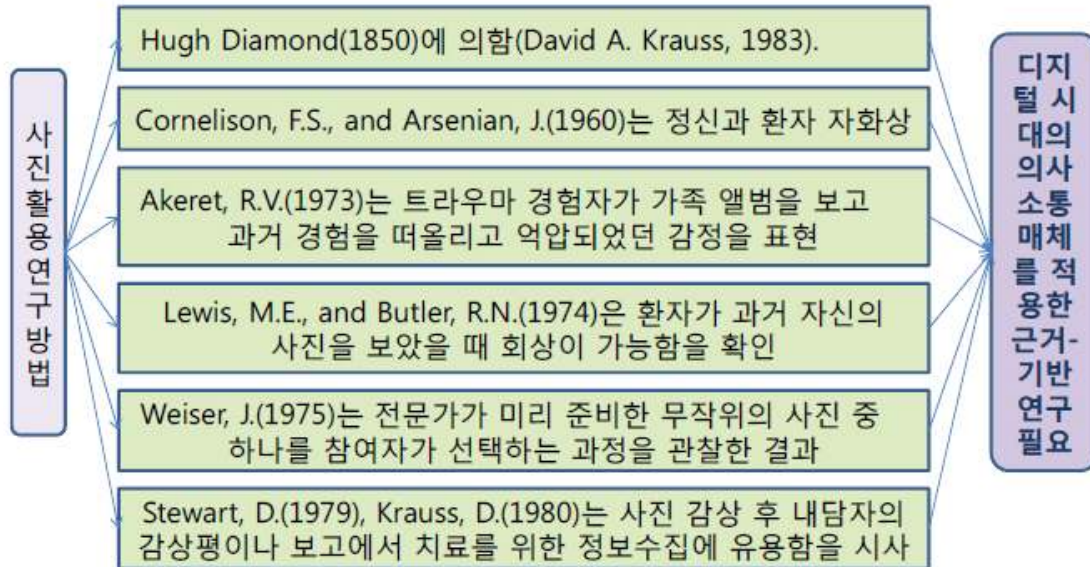 사
진
활
용
연
구
방
법
Hugh Diamond(1850)에 의함(David A. Krauss, 1983).
Cornelison, F.S., and Arsenian, J.(1960)는 정신과 환자 자화상
Akeret, R.V.(1973)는 트라우마 경험자가 가족 앨범을 보고
과거 경험을 떠올리고 억압되었던 감정을 표현
Lewis, M.E., and Butler, R.N.(1974)은 환자가 과거 자신의
사진을 보았을 때 회상이 가능함을 확인
Weiser, J.(1975)는 전문가가 미리 준비한 무작위의 사진 중
하나를 참여자가 선택하는 과정을 관찰한 결과
Stewart, D.(1979), Krauss, D.(1980)는 사진 감상 후 내담자의
감상평이나 보고에서 치료를 위한 정보수집에 유용함을 시사
디지
털 시
대의
의사
소통
매체
를 적
용한
근거-
기반
연구
필요